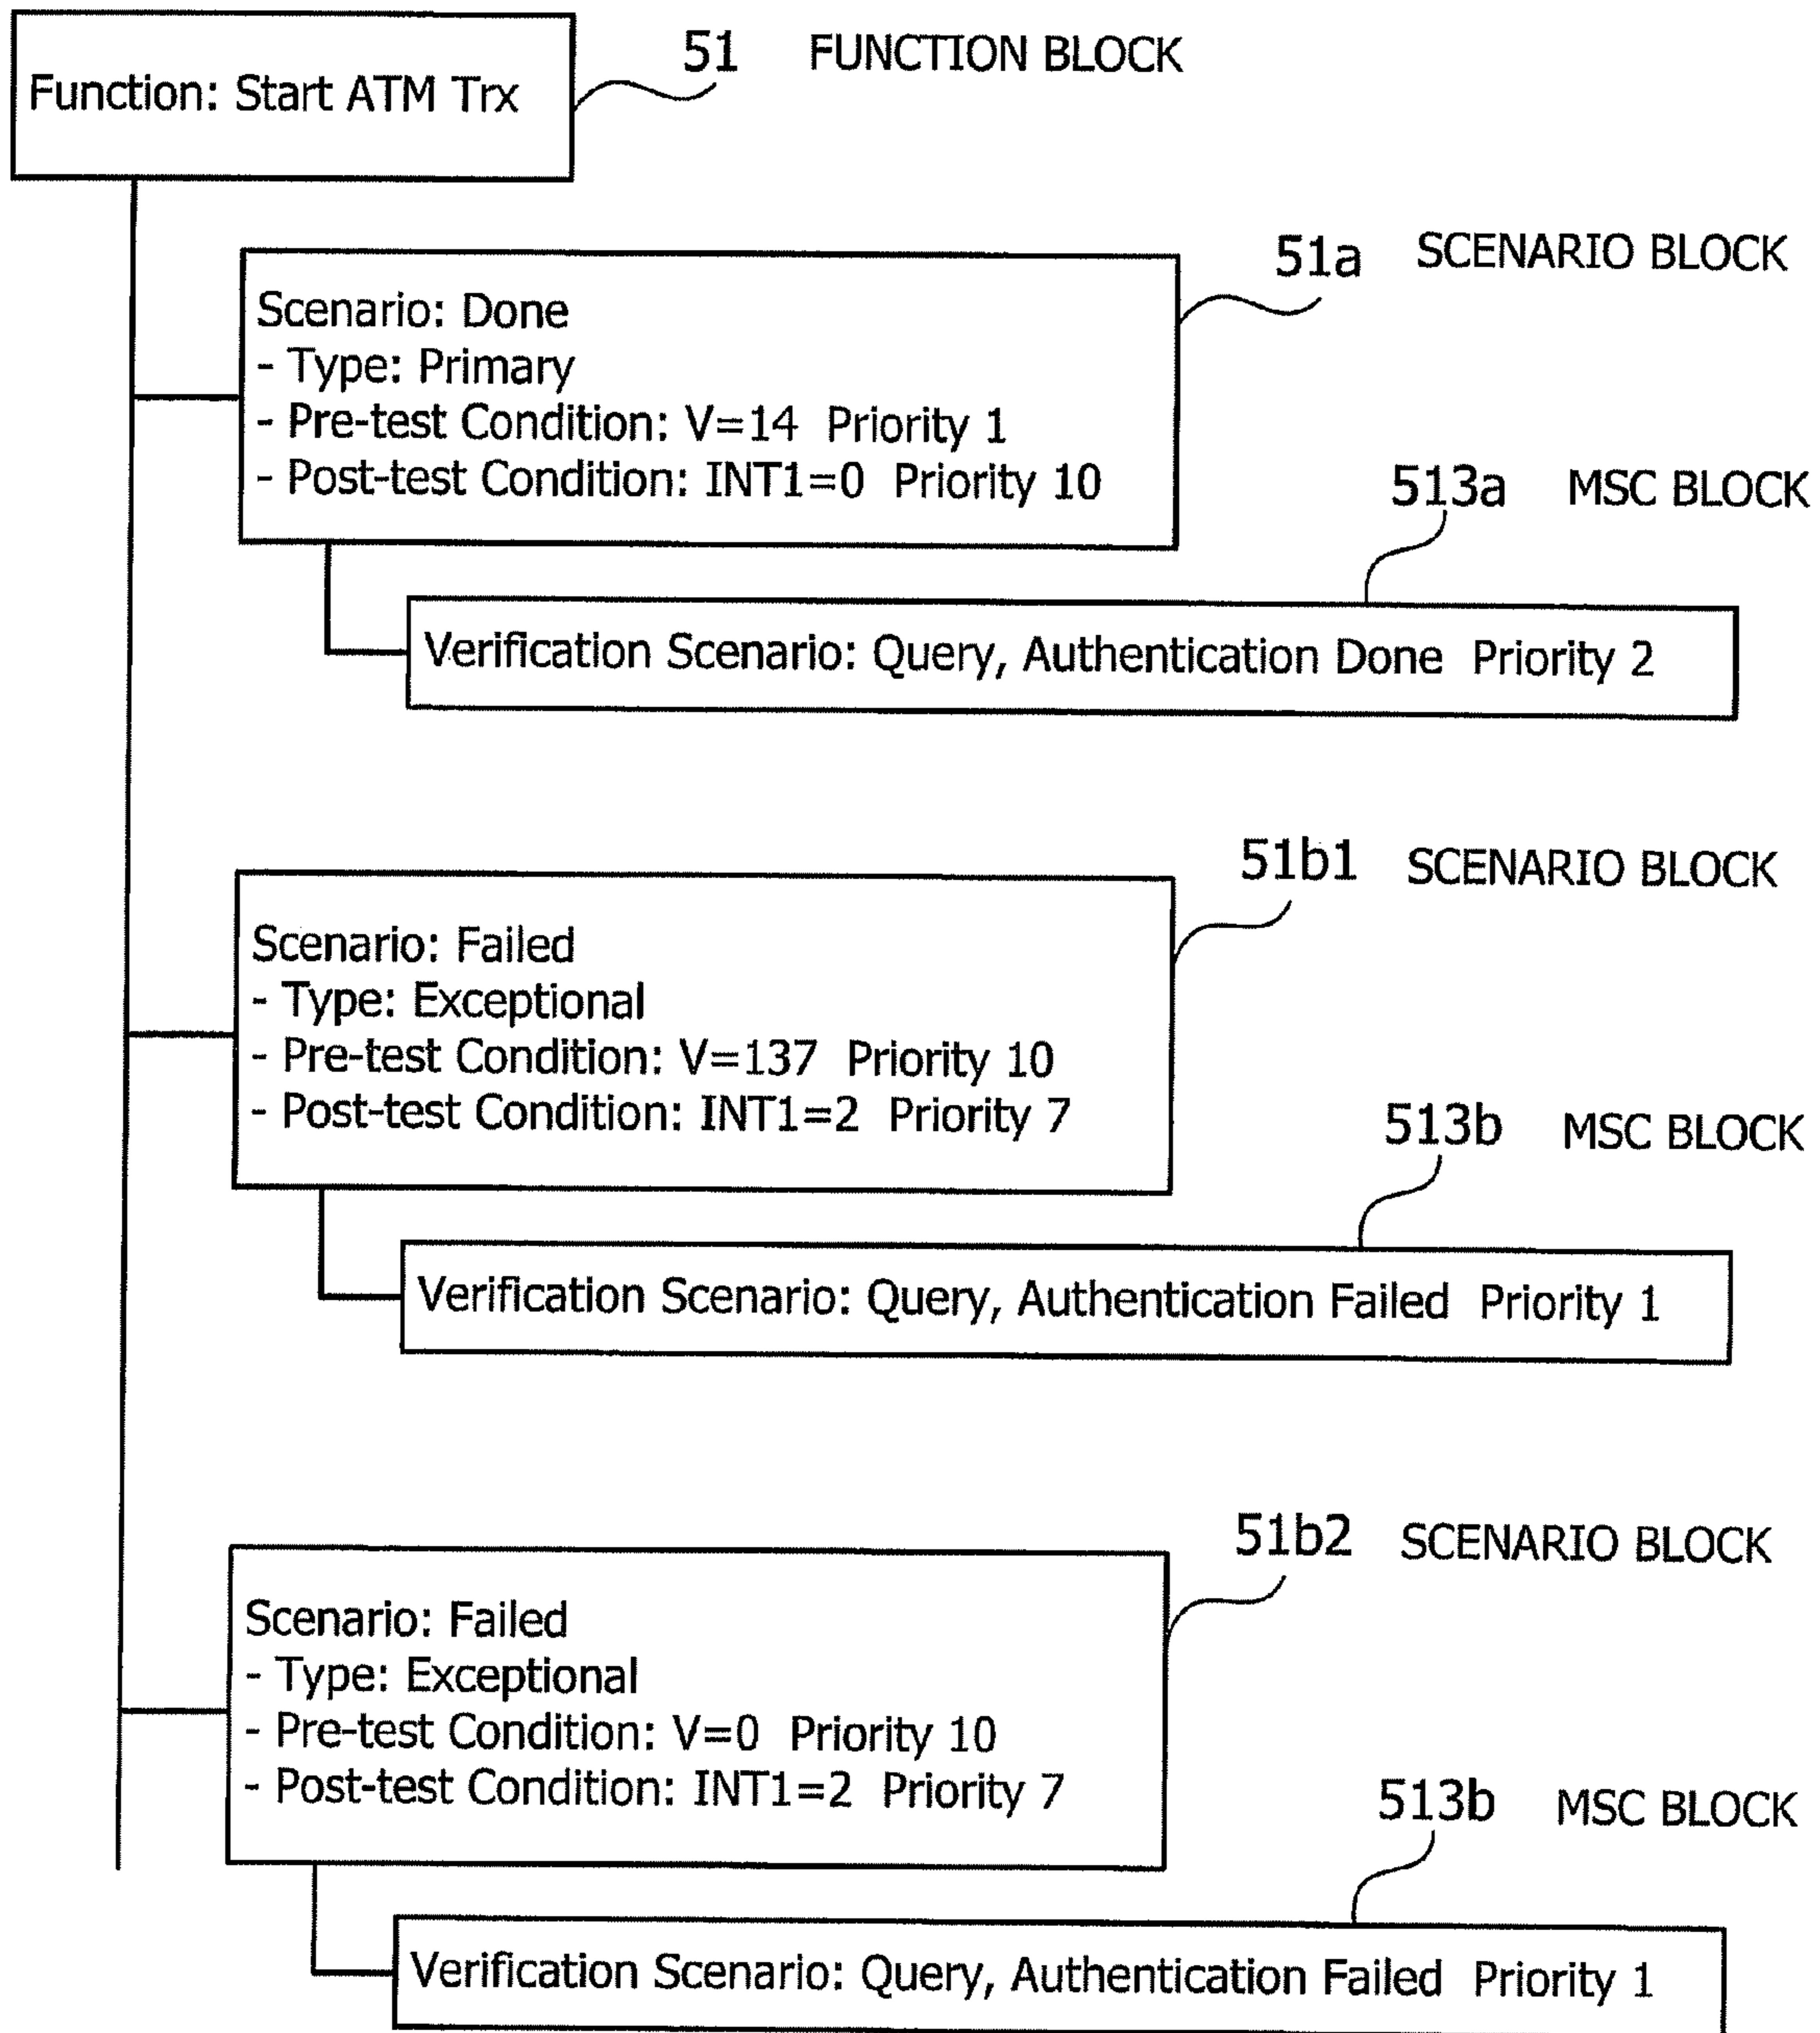 51 FUNCTION BLOCK
Function: Start ATM Trx
51a SCENARIO BLOCK
Scenario: Done
- Type: Primary
- Pre-test Condition: V=14 Priority 1
- Post-test Condition: INT1=0 Priority 10
513a MSC BLOCK
Verification Scenario: Query, Authentication Done Priority 2
51b1 SCENARIO BLOCK
Scenario: Failed
- Type: Exceptional
- Pre-test Condition: V=137 Priority 10
- Post-test Condition: INT1=2 Priority 7
513b MSC BLOCK
Verification Scenario: Query, Authentication Failed Priority 1
51b2 SCENARIO BLOCK
Scenario: Failed
- Type: Exceptional
- Pre-test Condition: V=0 Priority 10
- Post-test Condition: INT1=2 Priority 7
513b MSC BLOCK
Verification Scenario: Query, Authentication Failed Priority 1